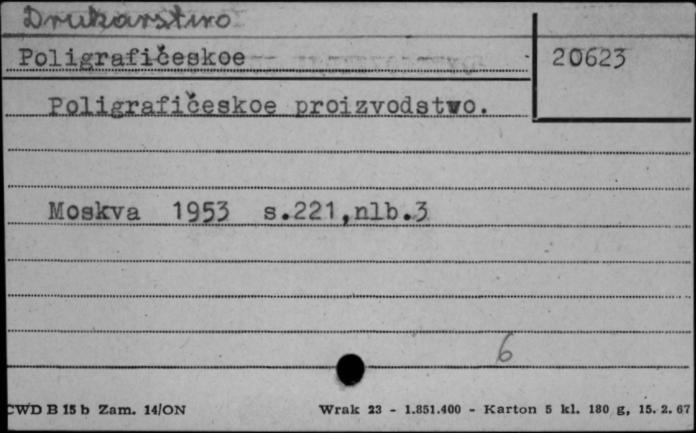 Drukarstwo
Poligrafičeskoe
20623
Poligrafičeskoe proizvodstvo.
Moskva 1953 s.221,nlb.3
6
CWD B 15 b Zam. 14/ON
Wrak 23 - 1.851.400 - Karton 5 kl. 180 g, 15. 2. 67